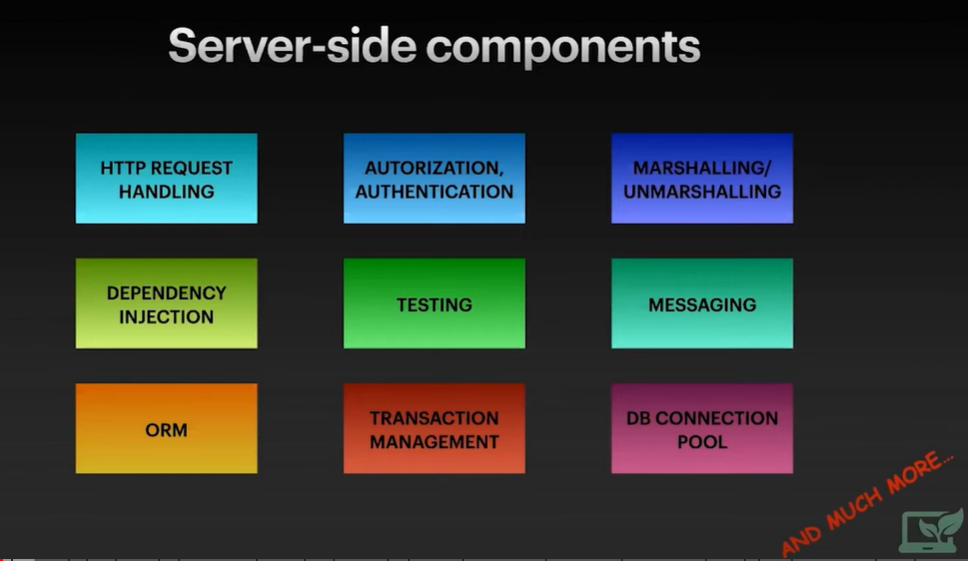 Server-side components
HTTP REQUEST
HANDLING
AUTORIZATION,
AUTHENTICATION
MARSHALLING/
UNMARSHALLING
DEPENDENCY
INJECTION
TESTING
MESSAGING
ORM
TRANSACTION
MANAGEMENT
DB CONNECTION
POOL
AND MUCH MORE...